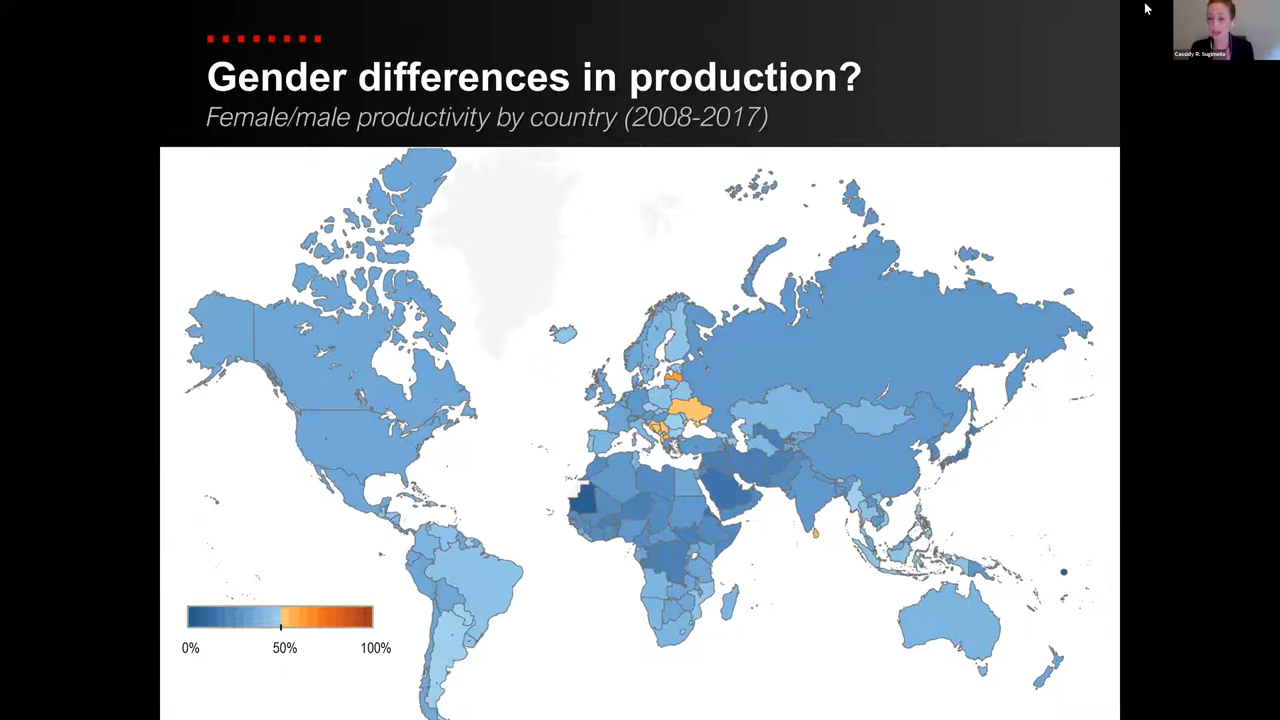 Gender differences in production?
Female/male productivity by country (2008-2017)
Cassidy R. Sugimoto
0% 50% 100%